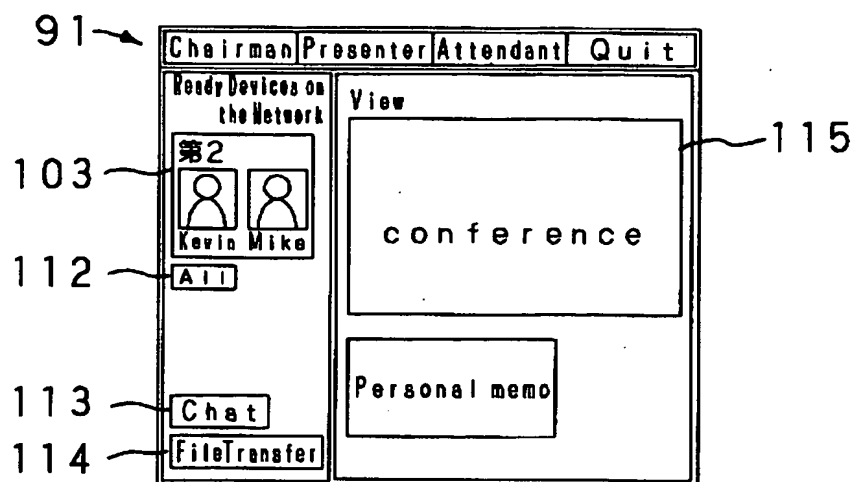 91
Chairman Presenter Attendant Quit
Ready Devices on
the Network
View
第2
103
115
Kevin Mike
conference
112
All
Personal memo
113
Chat
114
FileTransfer